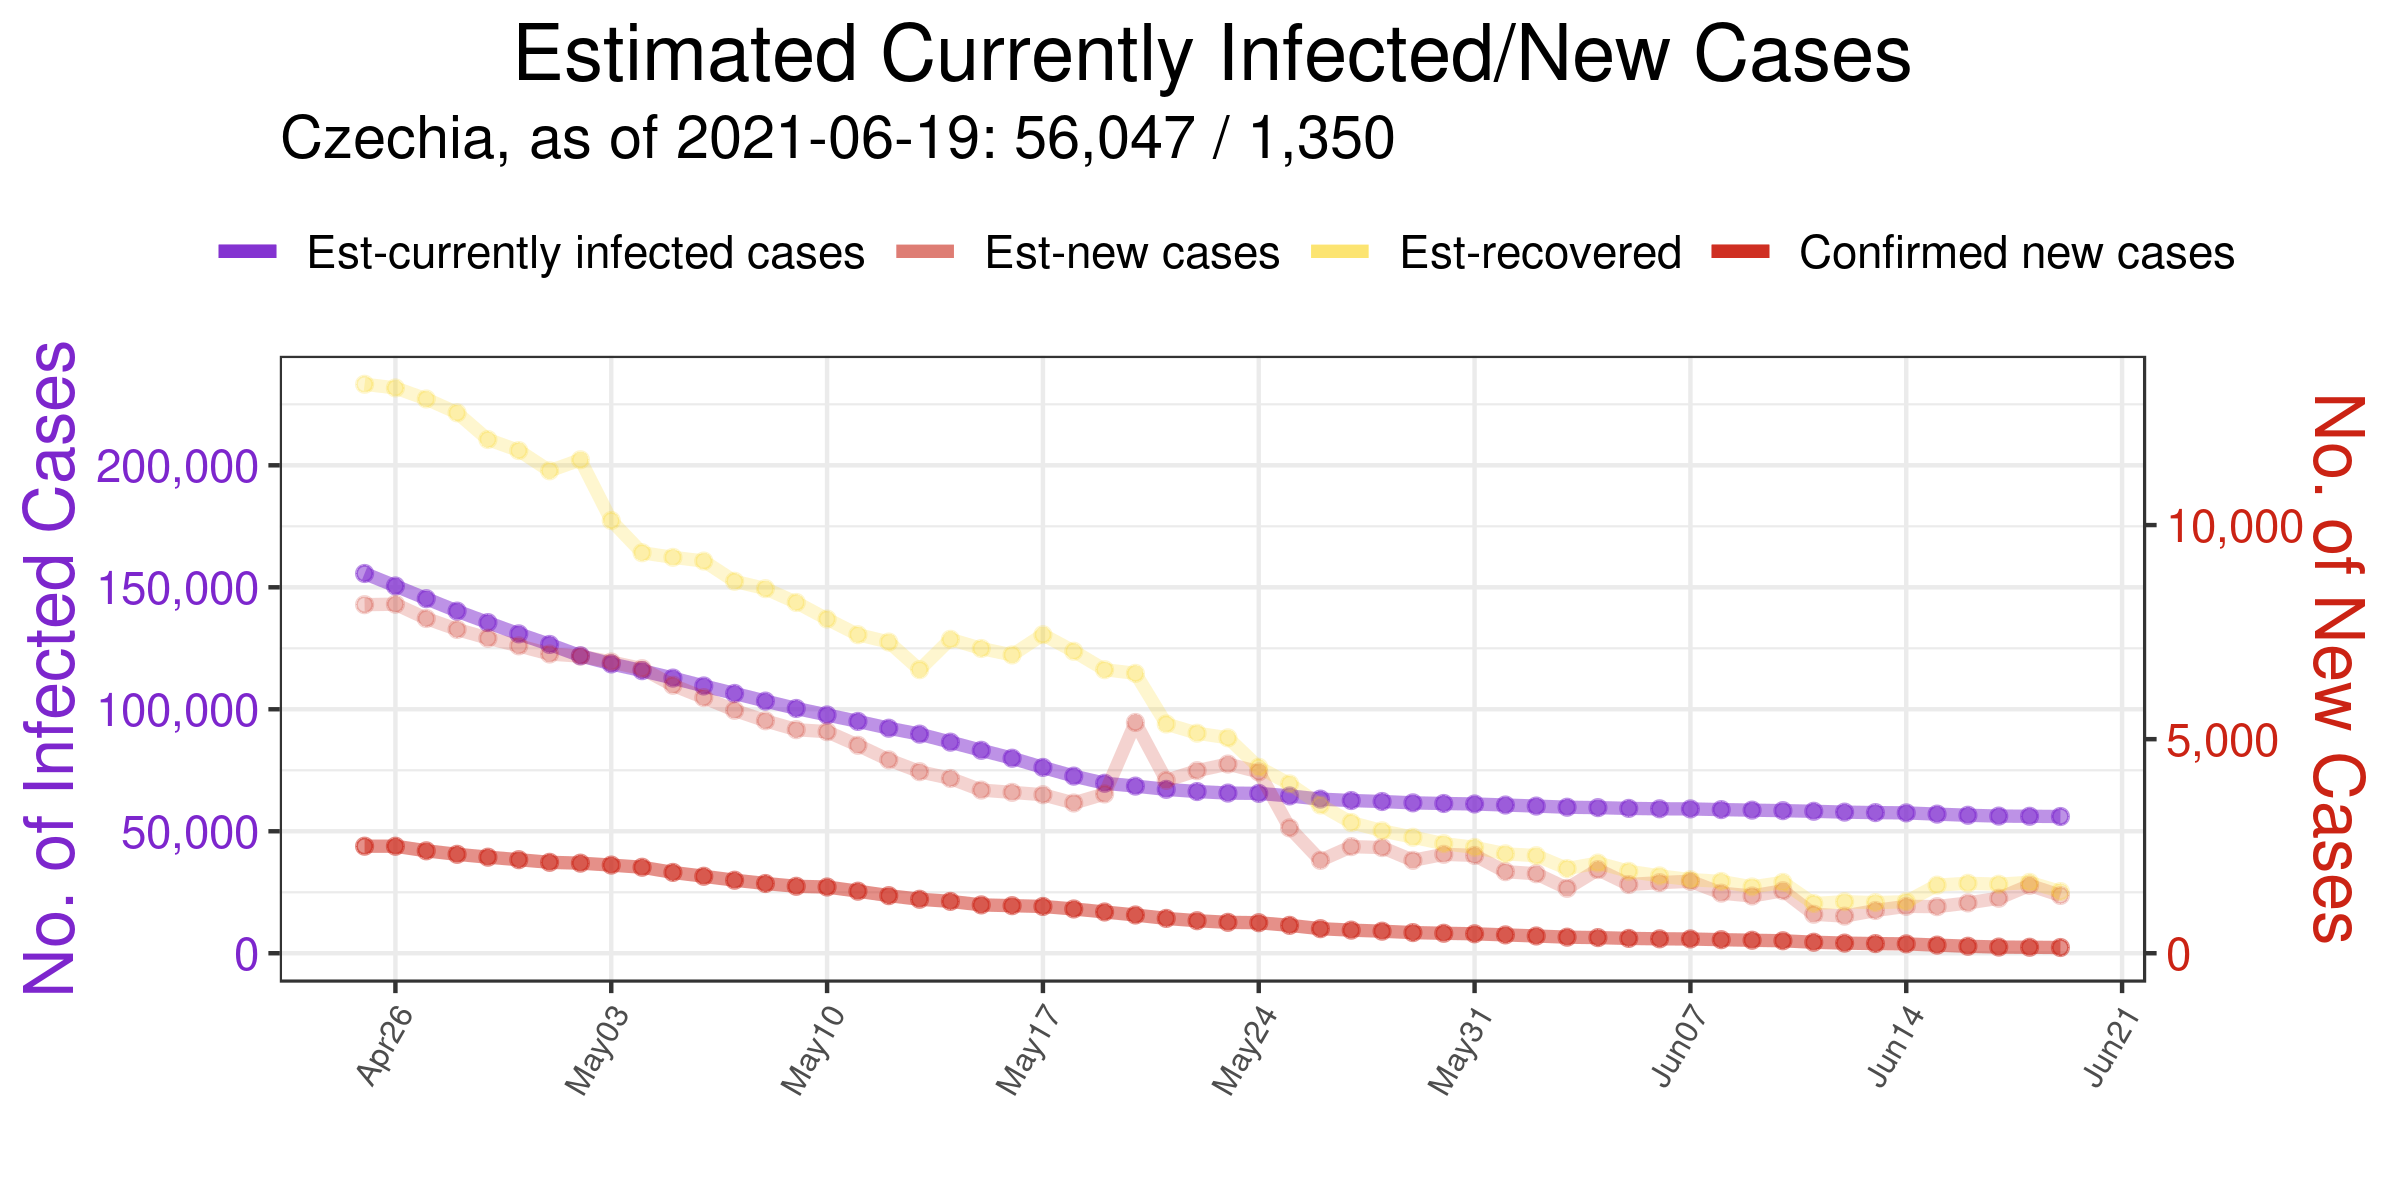 Estimated Currently Infected/New Cases
Czechia, as of 2021-06-19: 56,047 / 1,350
Est-currently infected cases Est-new cases Est-recovered Confirmed new cases
No. of Infected Cases
200,000
150,000
100,000
50,000
0
10,000
5,000
0
No. of New Cases
Apr26 May03 May10 May17 May24 May31 Jun07 Jun14 Jun21